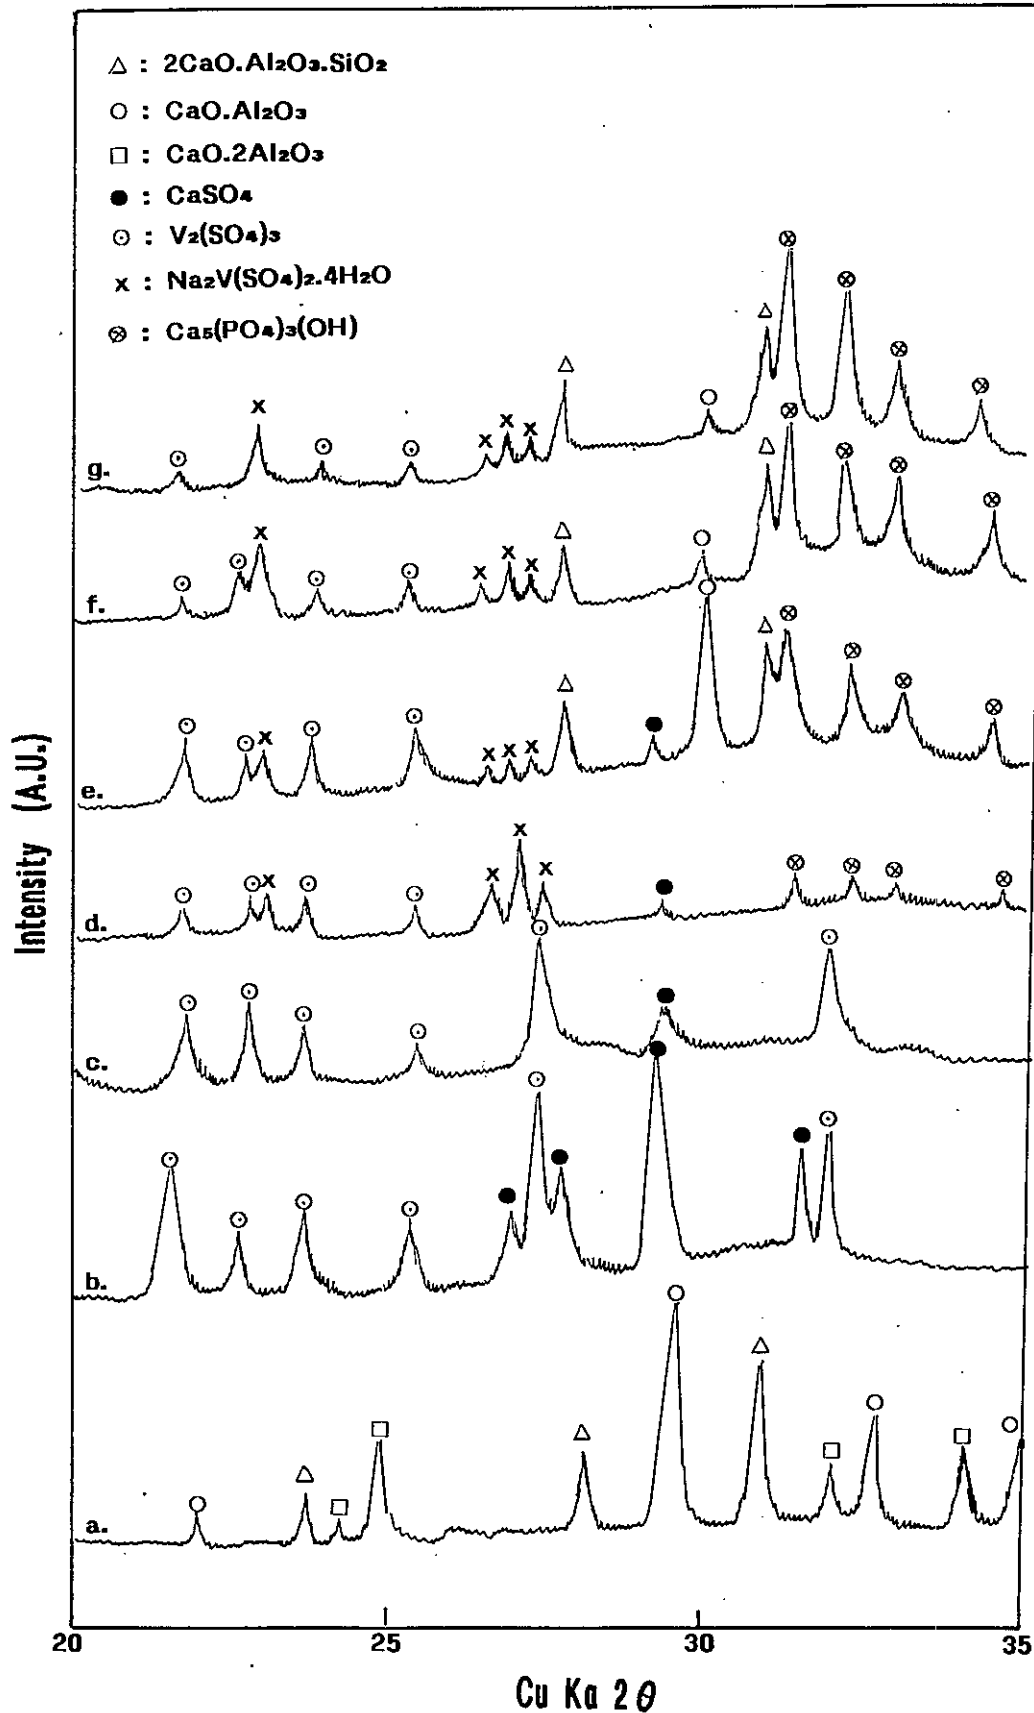 △ : 2CaO.Al₂O₃.SiO₂
○ : CaO.Al₂O₃
□ : CaO.2Al₂O₃
● : CaSO₄
⊙ : V₂(SO₄)₃
x : Na₂V(SO₄)₂.4H₂O
⊗ : Ca₅(PO₄)₃(OH)
g.
f.
e.
d.
c.
b.
a.
Intensity (A.U.)
20 25 30 35
Cu Ka 2θ